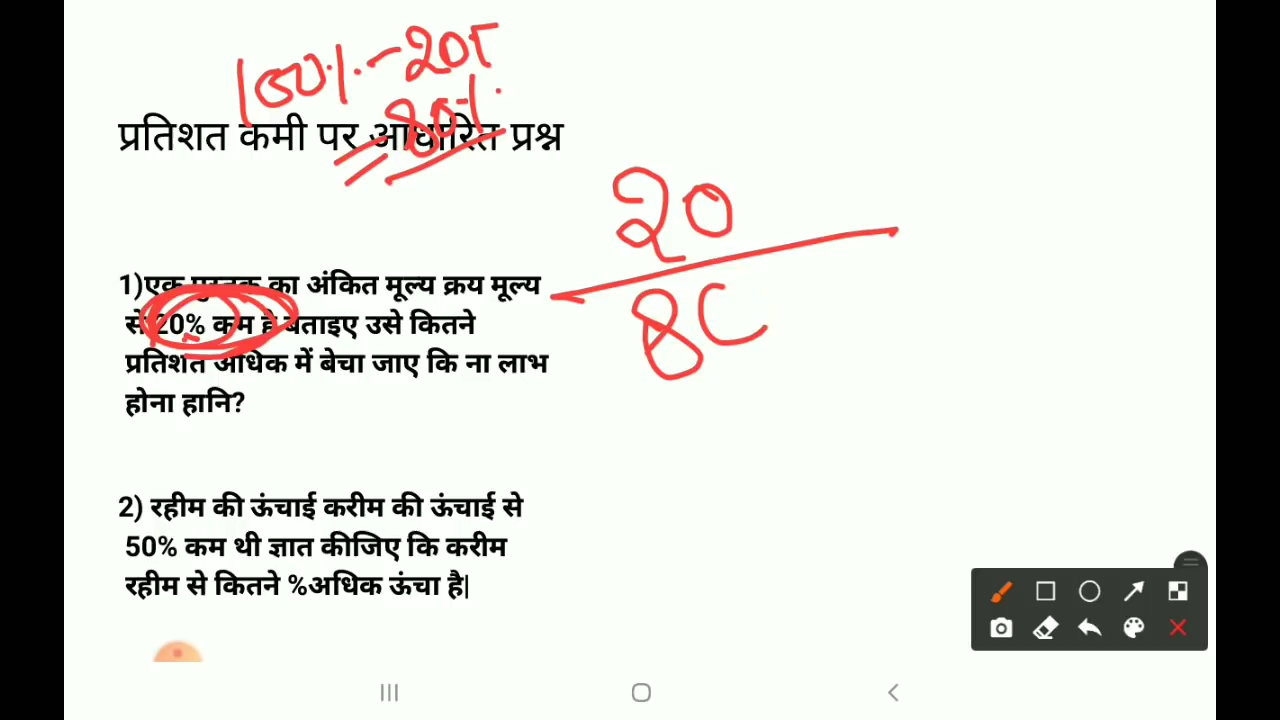 100% - 20%
= 80%
प्रतिशत कमी पर आधारित प्रश्न
20
80
1)एक पुस्तक का अंकित मूल्य क्रय मूल्य
से 20% कम है बताइए उसे कितने
प्रतिशत अधिक में बेचा जाए कि ना लाभ
होना हानि?
2) रहीम की ऊंचाई करीम की ऊंचाई से
50% कम थी ज्ञात कीजिए कि करीम
रहीम से कितने %अधिक ऊंचा है|